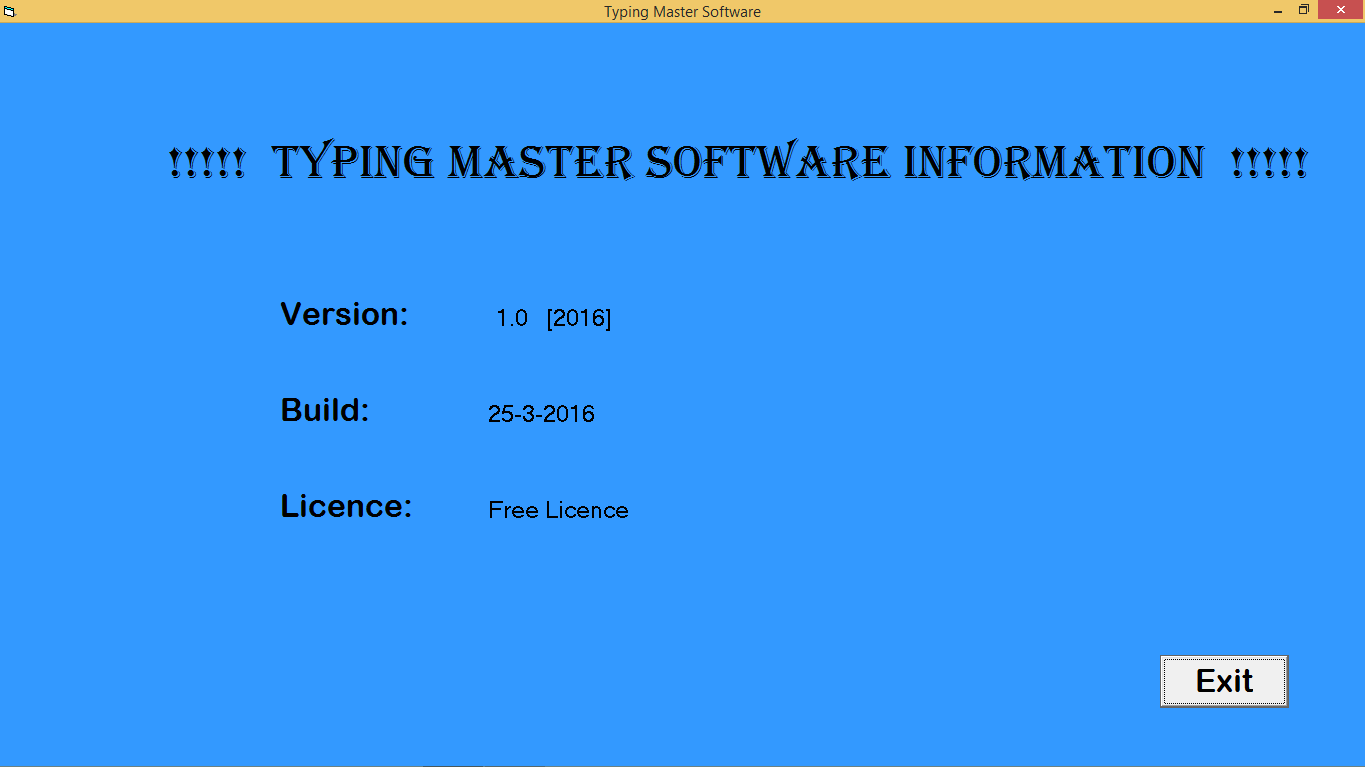 Typing Master Software
!!!!! TYPING MASTER SOFTWARE INFORMATION !!!!!
Version: 1.0 [2016]
Build: 25-3-2016
Licence: Free Licence
Exit